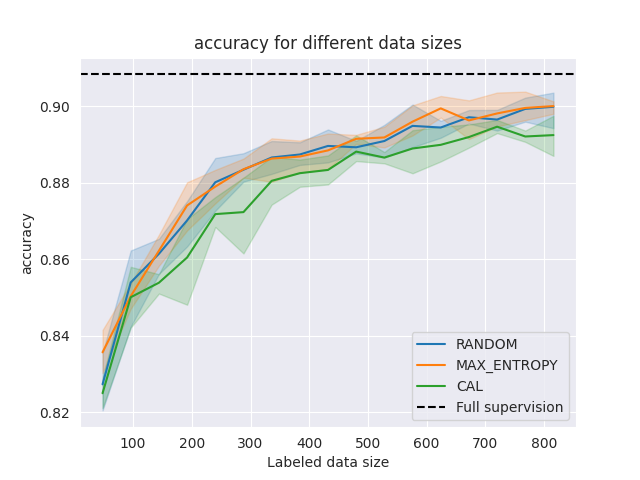 accuracy for different data sizes
0.90
0.88
0.86
0.84
0.82
accuracy
RANDOM
MAX_ENTROPY
CAL
Full supervision
100 200 300 400 500 600 700 800
Labeled data size